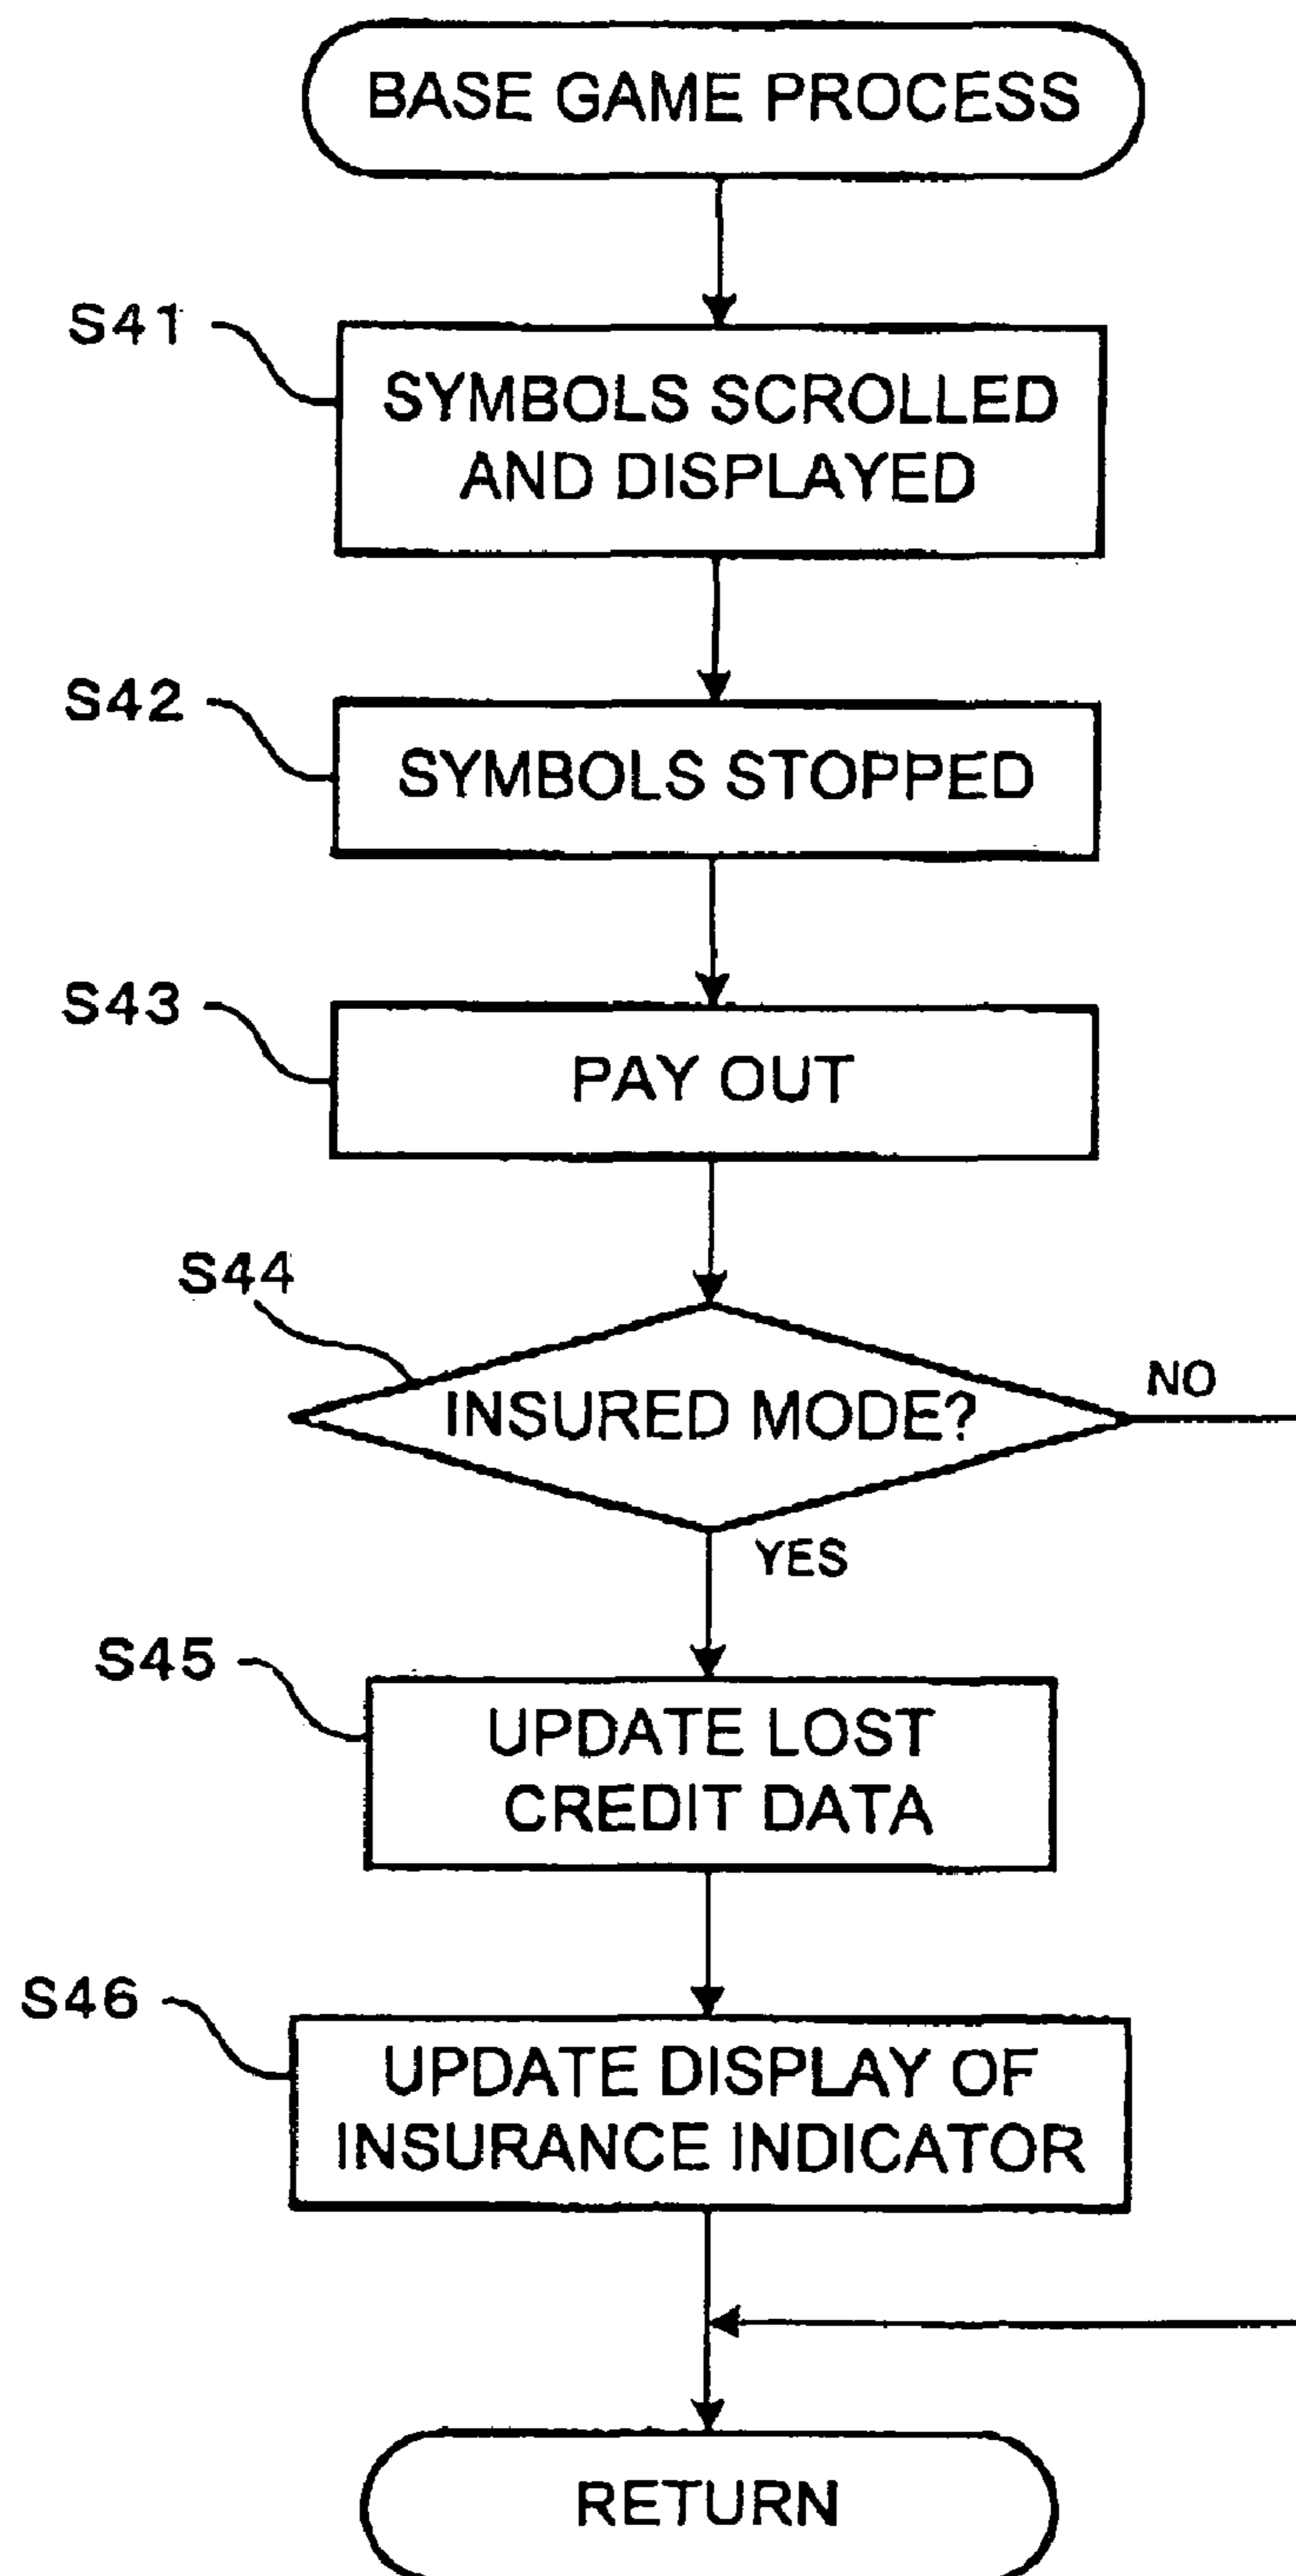 BASE GAME PROCESS
S41
SYMBOLS SCROLLED
AND DISPLAYED
S42
SYMBOLS STOPPED
S43
PAY OUT
S44
INSURED MODE?
NO
YES
S45
UPDATE LOST
CREDIT DATA
S46
UPDATE DISPLAY OF
INSURANCE INDICATOR
RETURN